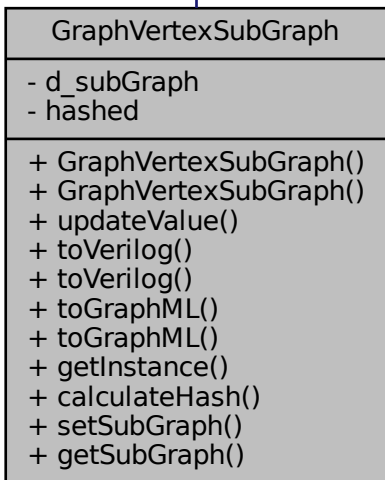 GraphVertexSubGraph
- d_subGraph
- hashed
+ GraphVertexSubGraph()
+ GraphVertexSubGraph()
+ updateValue()
+ toVerilog()
+ toVerilog()
+ toGraphML()
+ toGraphML()
+ getInstance()
+ calculateHash()
+ setSubGraph()
+ getSubGraph()